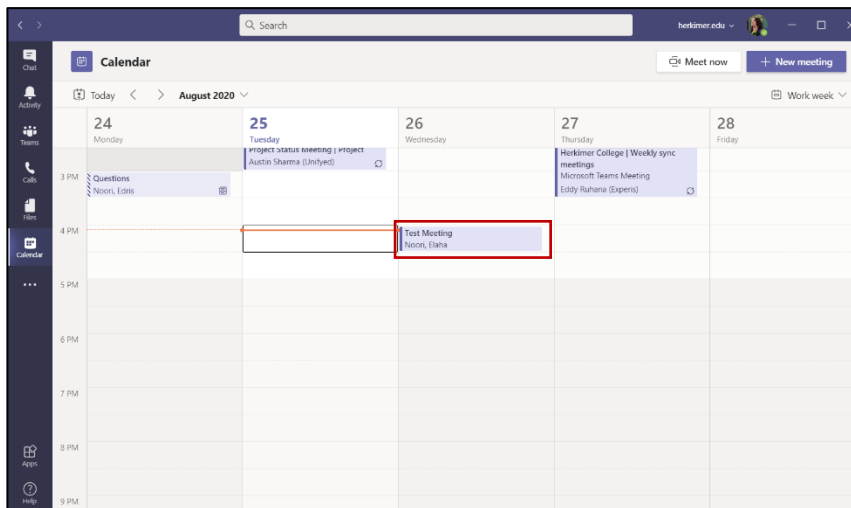 Search
herkimer.edu
Chat
Activity
Teams
Calls
Files
Calendar
Apps
Help
Calendar
Meet now
+ New meeting
Today
August 2020
Work week
24
Monday
25
Tuesday
26
Wednesday
27
Thursday
28
Friday
3 PM
4 PM
5 PM
6 PM
7 PM
8 PM
9 PM
Questions
Noori, Edris
Project Status Meeting | Project
Austin Sharma (Unifyed)
Test Meeting
Noori, Elaha
Herkimer College | Weekly sync
meetings
Microsoft Teams Meeting
Eddy Ruhana (Experis)